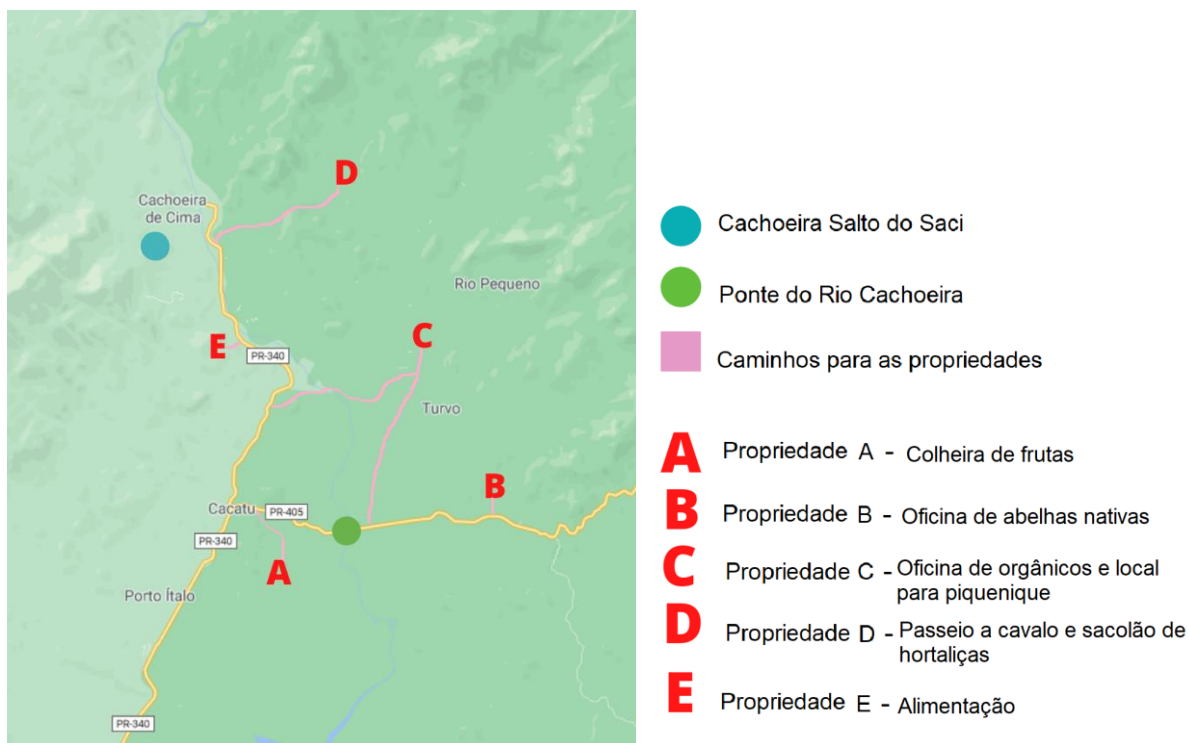 D
Cachoeira
de Cima
Rio Pequeno
C
E
PR-340
Turvo
B
Cacatu
PR-405
PR-340
A
Porto Ítalo
PR-340
Cachoeira Salto do Saci
Ponte do Rio Cachoeira
Caminhos para as propriedades
A Propriedade A - Colheira de frutas
B Propriedade B - Oficina de abelhas nativas
C Propriedade C - Oficina de orgânicos e local
para piquenique
D Propriedade D - Passeio a cavalo e sacolão de
hortaliças
E Propriedade E - Alimentação